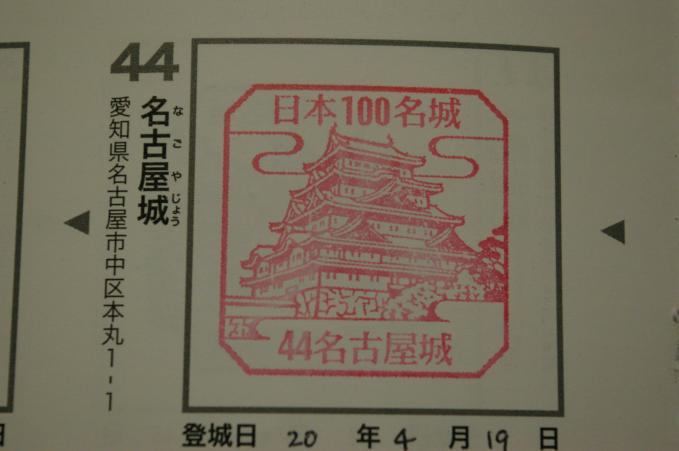 44
名古屋城
なごやじょう
愛知県名古屋市中区本丸1-1
日本100名城
44名古屋城
登城日 20 年 4 月 19 日
日